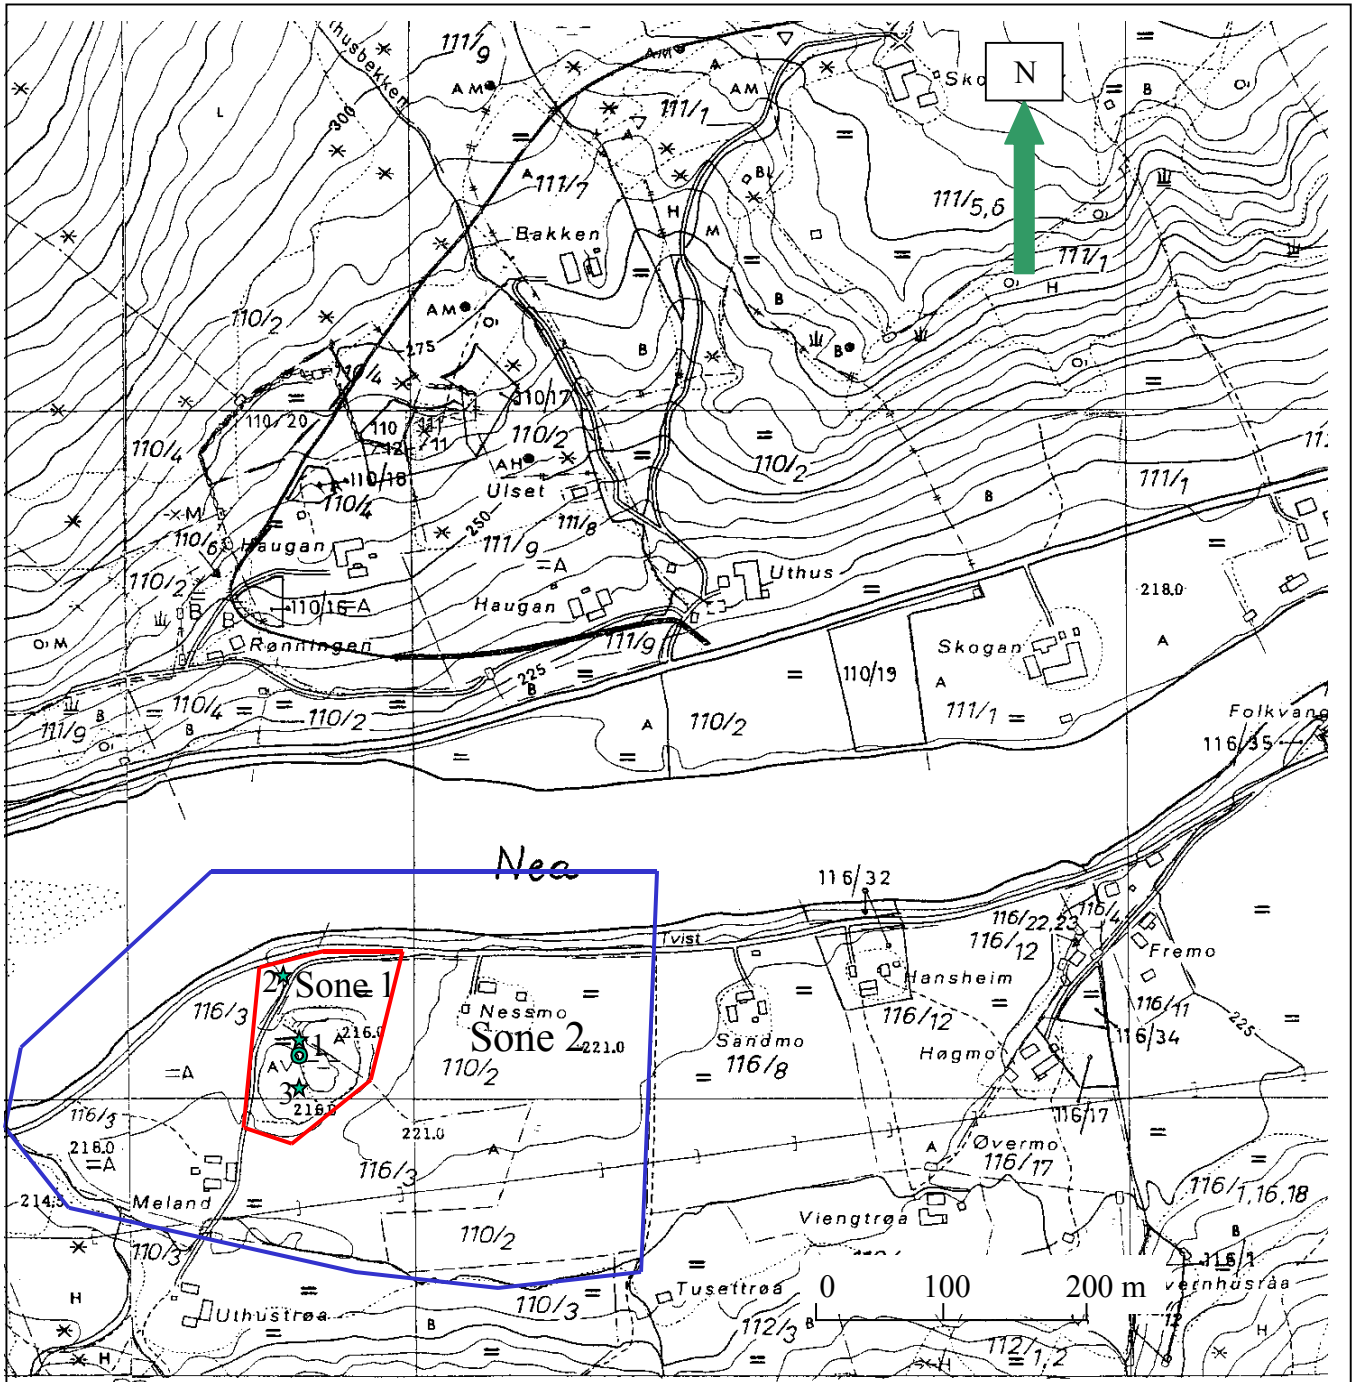 111/9
AM
AM
A
AM
N
B
L
300
A
111/1
111/7
A
H
M
B
111/5,6
111/1
H
Bakken
110/2
AM
275
B
B
B
110/4
110/20
110
12
11
110/17
110/2
110/4
110/18
110/4
AH
Ulset
250
110/2
B
111/1
M
110/6
Haugan
111/9
A
111/8
Uthus
218.0
110/2
B
B
110/16
A
Haugan
M
Rønningen
111/9
Skogan
A
225
B
110/19
A
110/4
110/2
A
110/2
111/1
Folkvang
111/9
B
B
116/35
Nea
116/32
Tvist
116/22,23
116/4
116/12
Fremo
2
Sone 1
Hansheim
116/3
Nessmo
116/11
A
216.0
Sone 2
221.0
116/12
116/34
225
1
Sandmo
Høgmo
A
A
110/2
116/8
3
216.0
116/17
116/3
221.0
218.0
A
A
116/3
A
Øvermo
116/17
214.5
Meland
116/1,16,18
110/3
110/2
Viengtrøa
B
116/1
H
Tusettrøa
0 100 200 m
Uthustrøa
110/3
B
112/3
B
H
H
112/1,2
H